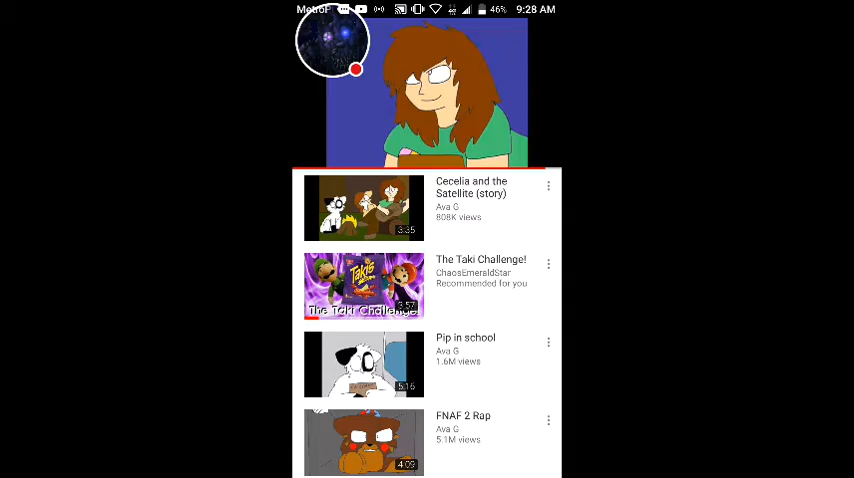 MetroP 46% 9:28 AM
Cecelia and the
Satellite (story)
Ava G
808K views
3:35
The Taki Challenge!
ChaosEmeraldStar
Recommended for you
Takis
The Taki Challenge!
3:57
Pip in school
Ava G
1.6M views
5:16
FNAF 2 Rap
Ava G
5.1M views
4:09